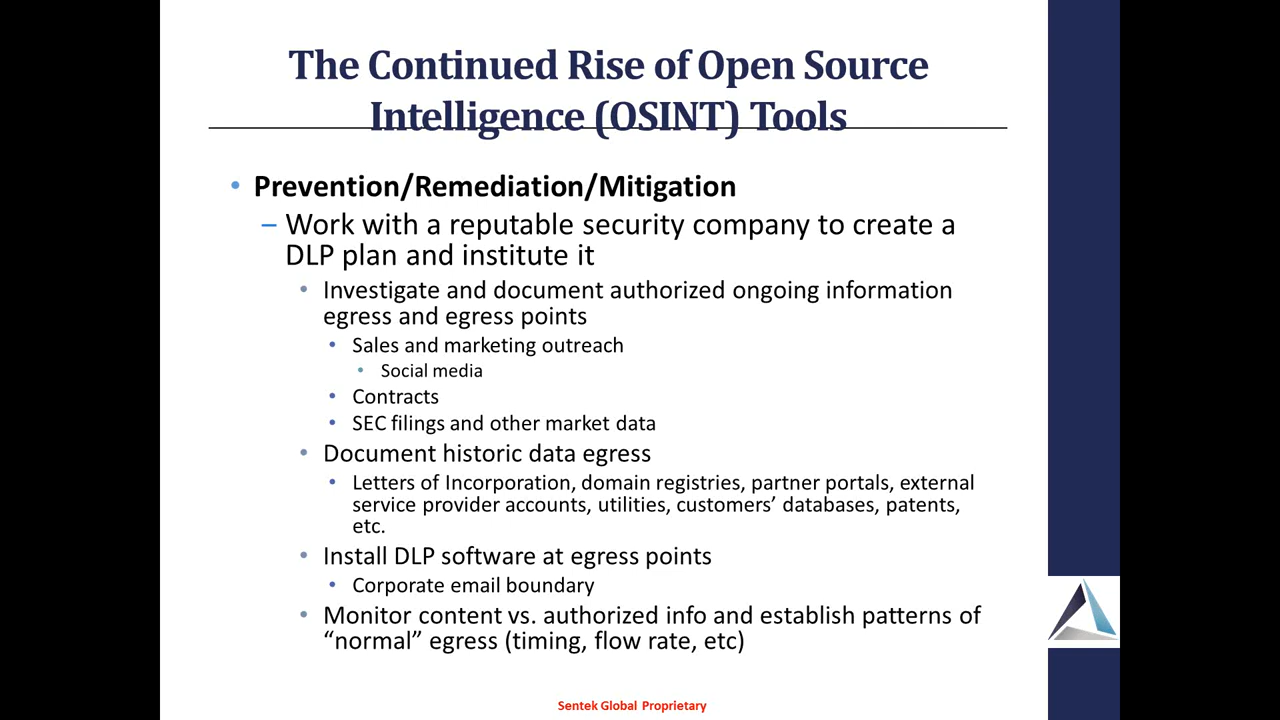 The Continued Rise of Open Source
Intelligence (OSINT) Tools
• Prevention/Remediation/Mitigation
– Work with a reputable security company to create a
DLP plan and institute it
• Investigate and document authorized ongoing information
egress and egress points
• Sales and marketing outreach
• Social media
• Contracts
• SEC filings and other market data
• Document historic data egress
• Letters of Incorporation, domain registries, partner portals, external
service provider accounts, utilities, customers’ databases, patents,
etc.
• Install DLP software at egress points
• Corporate email boundary
• Monitor content vs. authorized info and establish patterns of
“normal” egress (timing, flow rate, etc)
Sentek Global Proprietary